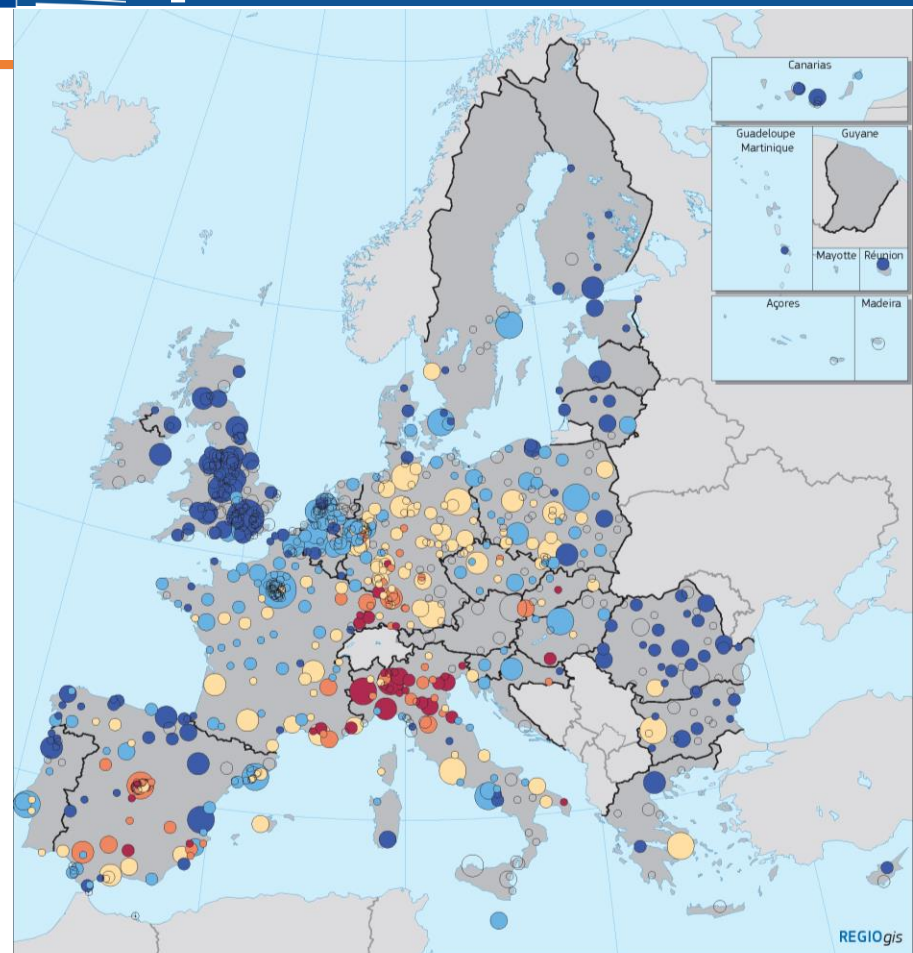 Canarias
Guadeloupe
Martinique
Guyane
Mayotte
Réunion
Açores
Madeira
REGIOgis